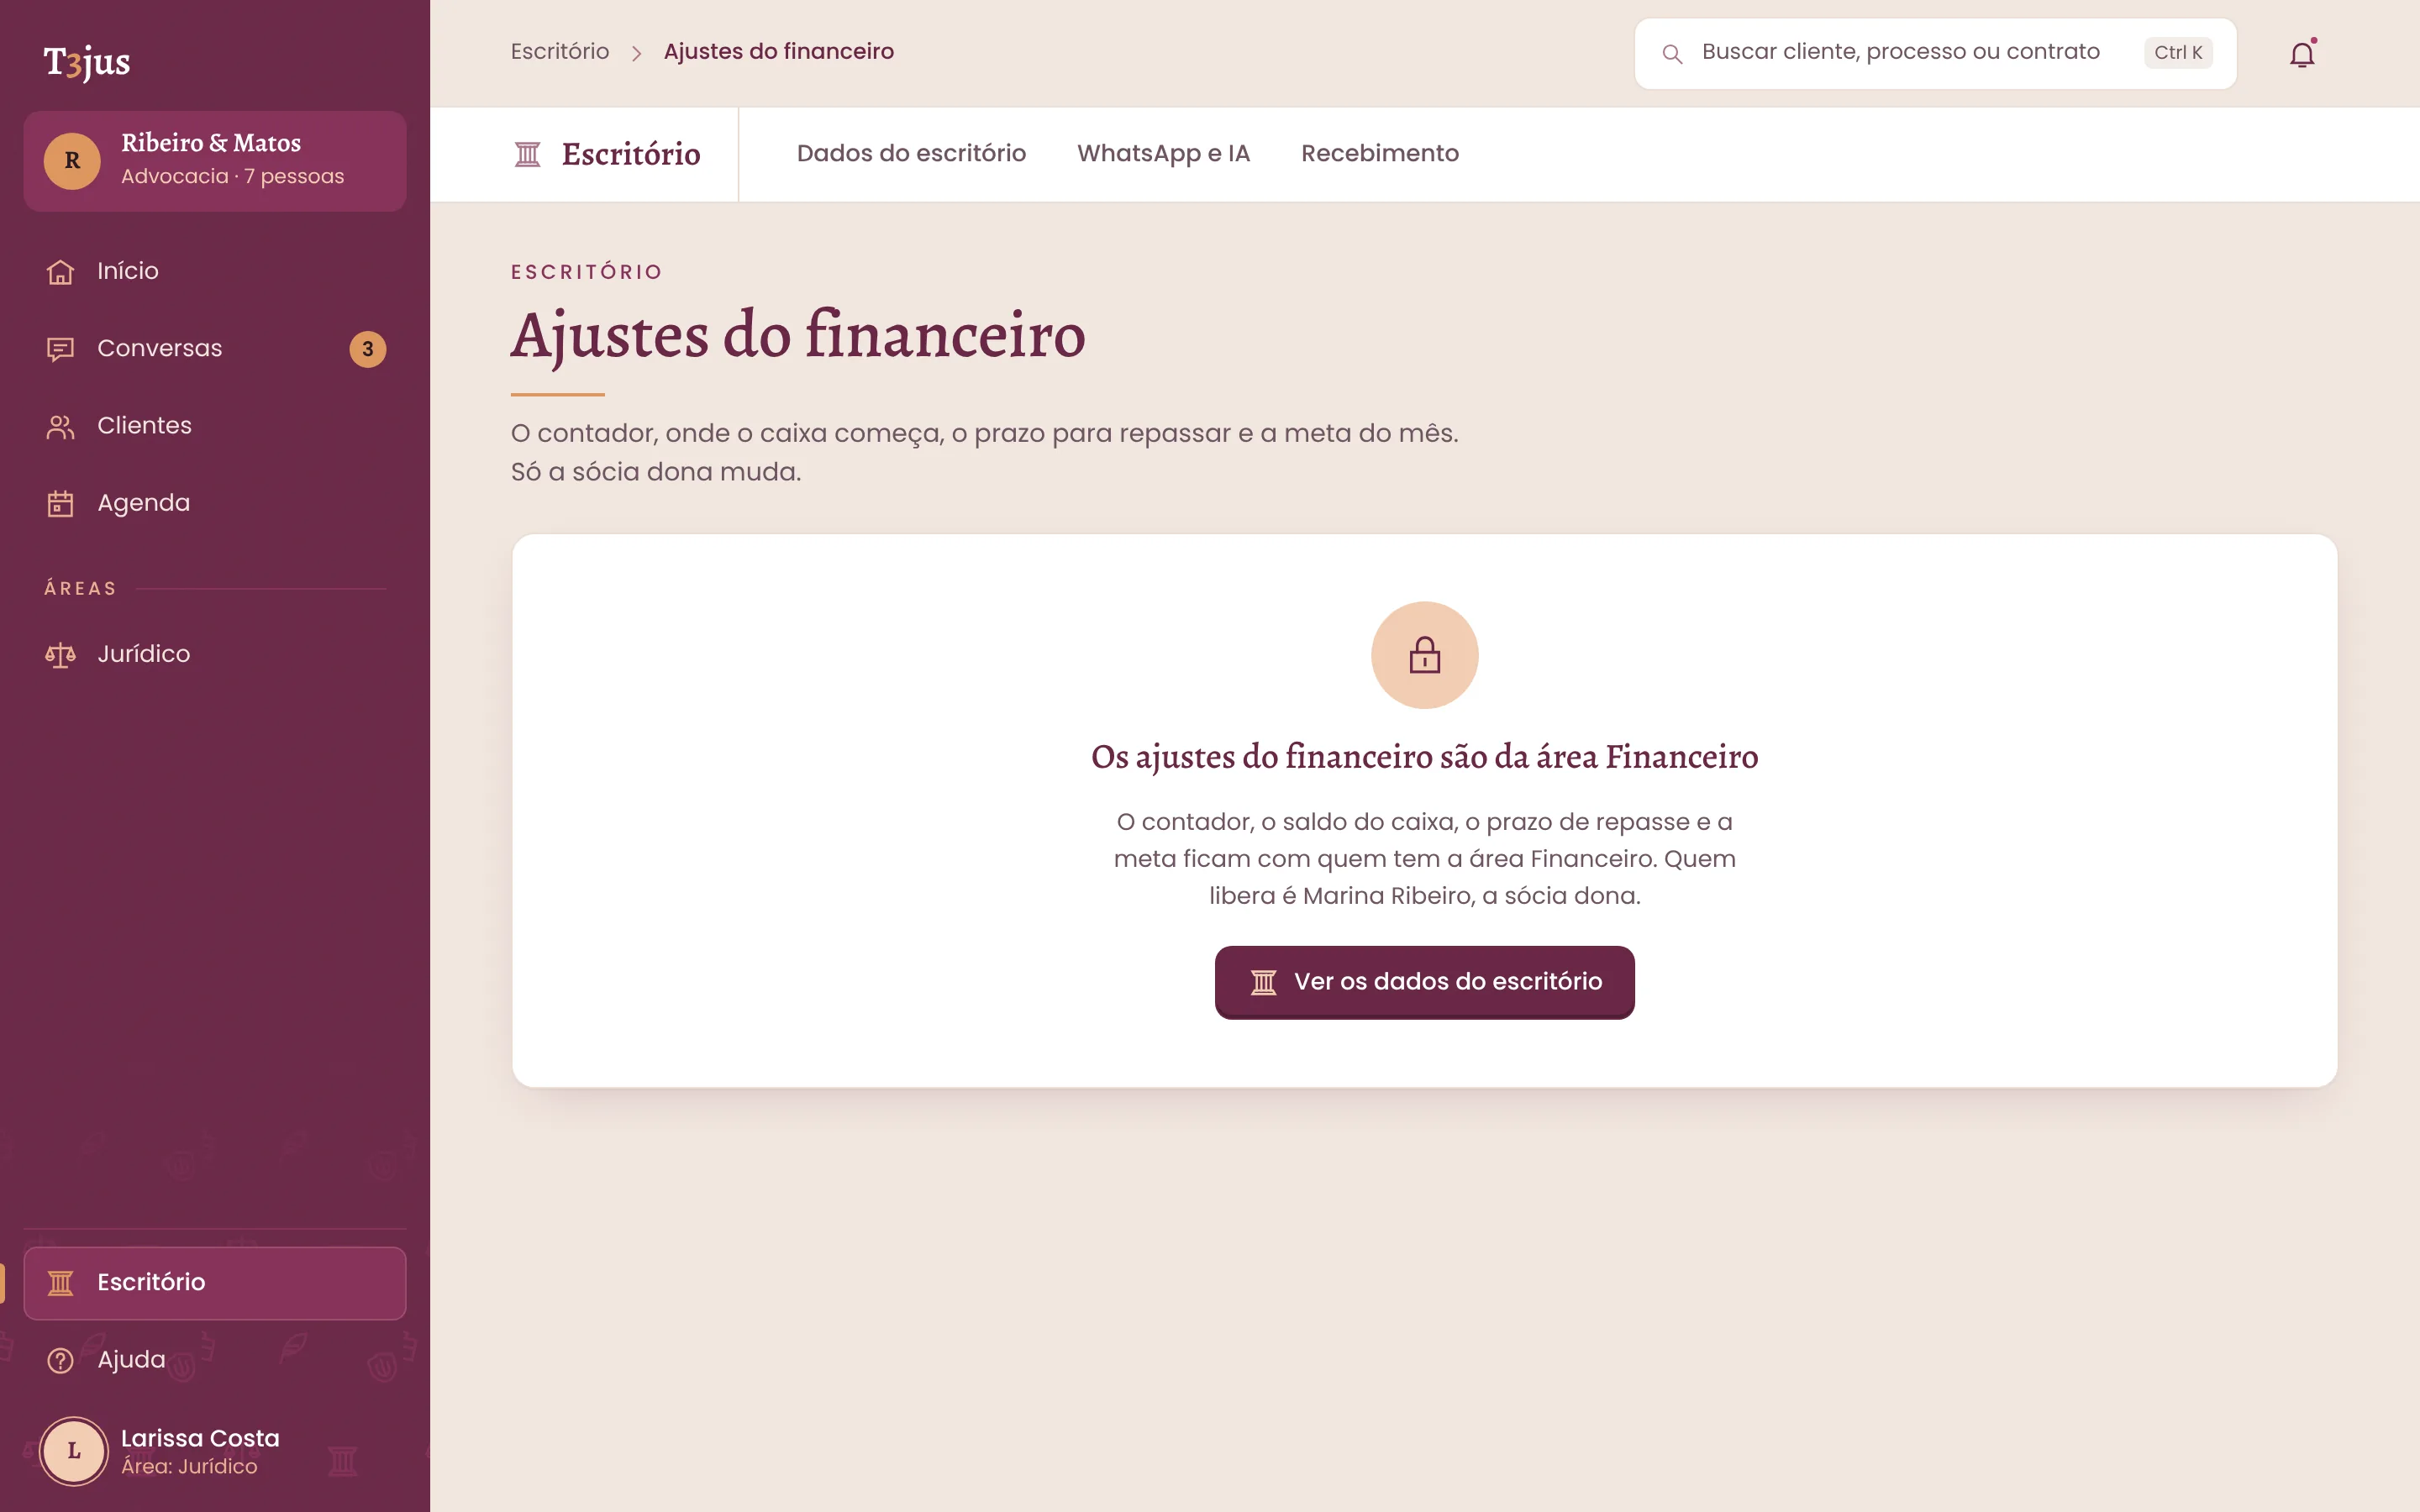 T3jus
R
Ribeiro & Matos
Advocacia · 7 pessoas
Início
Conversas
3
Clientes
Agenda
ÁREAS
Jurídico
Escritório
Ajuda
L
Larissa Costa
Área: Jurídico
Escritório
Ajustes do financeiro
Buscar cliente, processo ou contrato
Ctrl K
Escritório
Dados do escritório
WhatsApp e IA
Recebimento
ESCRITÓRIO
Ajustes do financeiro
O contador, onde o caixa começa, o prazo para repassar e a meta do mês.
Só a sócia dona muda.
Os ajustes do financeiro são da área Financeiro
O contador, o saldo do caixa, o prazo de repasse e a
meta ficam com quem tem a área Financeiro. Quem
libera é Marina Ribeiro, a sócia dona.
Ver os dados do escritório